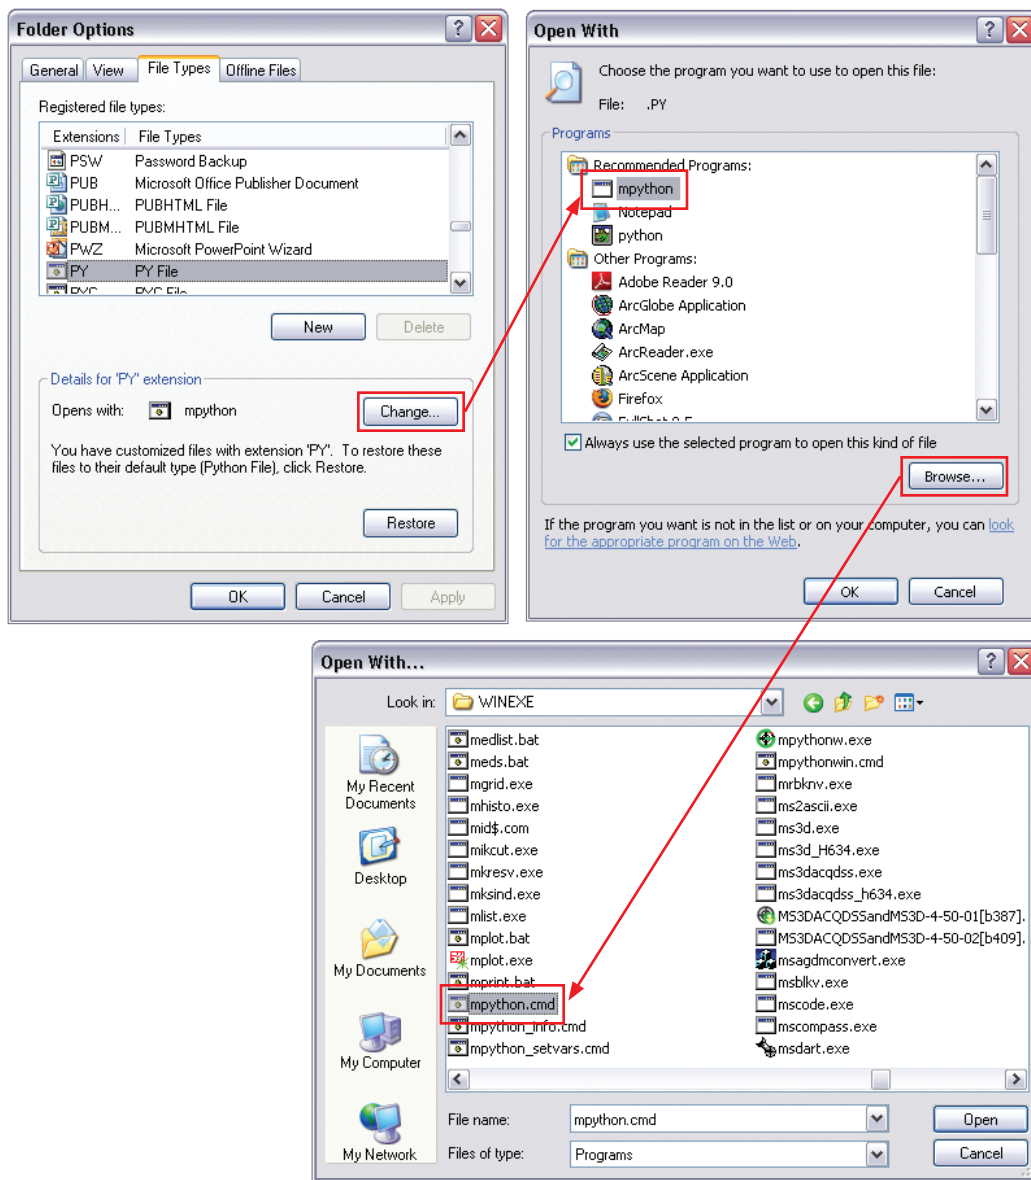 Folder Options
General View File Types Offline Files
Registered file types:
Extensions File Types
PSW Password Backup
PUB Microsoft Office Publisher Document
PUBH... PUBHTML File
PUBM... PUBMHTML File
PWZ Microsoft PowerPoint Wizard
PY PY File
PYC PYC File
New Delete
Details for 'PY' extension
Opens with: mpython Change...
You have customized files with extension 'PY'. To restore these
files to their default type (Python File), click Restore.
Restore
OK Cancel Apply
Open With
Choose the program you want to use to open this file:
File: .PY
Programs
Recommended Programs:
mpython
Notepad
python
Other Programs:
Adobe Reader 9.0
ArcGlobe Application
ArcMap
ArcReader.exe
ArcScene Application
Firefox
Always use the selected program to open this kind of file
Browse...
If the program you want is not in the list or on your computer, you can look
for the appropriate program on the Web.
OK Cancel
Open With...
Look in: WINEXE
My Recent
Documents
Desktop
My Documents
My Computer
My Network
medlist.bat
meds.bat
mgrid.exe
mhisto.exe
mid$.com
mikcut.exe
mkresv.exe
mksind.exe
mlist.exe
mplot.bat
mplot.exe
mprint.bat
mpython.cmd
mpython_info.cmd
mpython_setvars.cmd
mpythonw.exe
mpythonwin.cmd
mrbknv.exe
ms2ascii.exe
ms3d.exe
ms3d_H634.exe
ms3dacqdss.exe
ms3dacqdss_h634.exe
MS3DACQDSSandMS3D-4-50-01[b387].
MS3DACQDSSandMS3D-4-50-02[b409].
msagdmconvert.exe
msblkv.exe
mscode.exe
mscompass.exe
msdart.exe
File name: mpython.cmd Open
Files of type: Programs Cancel